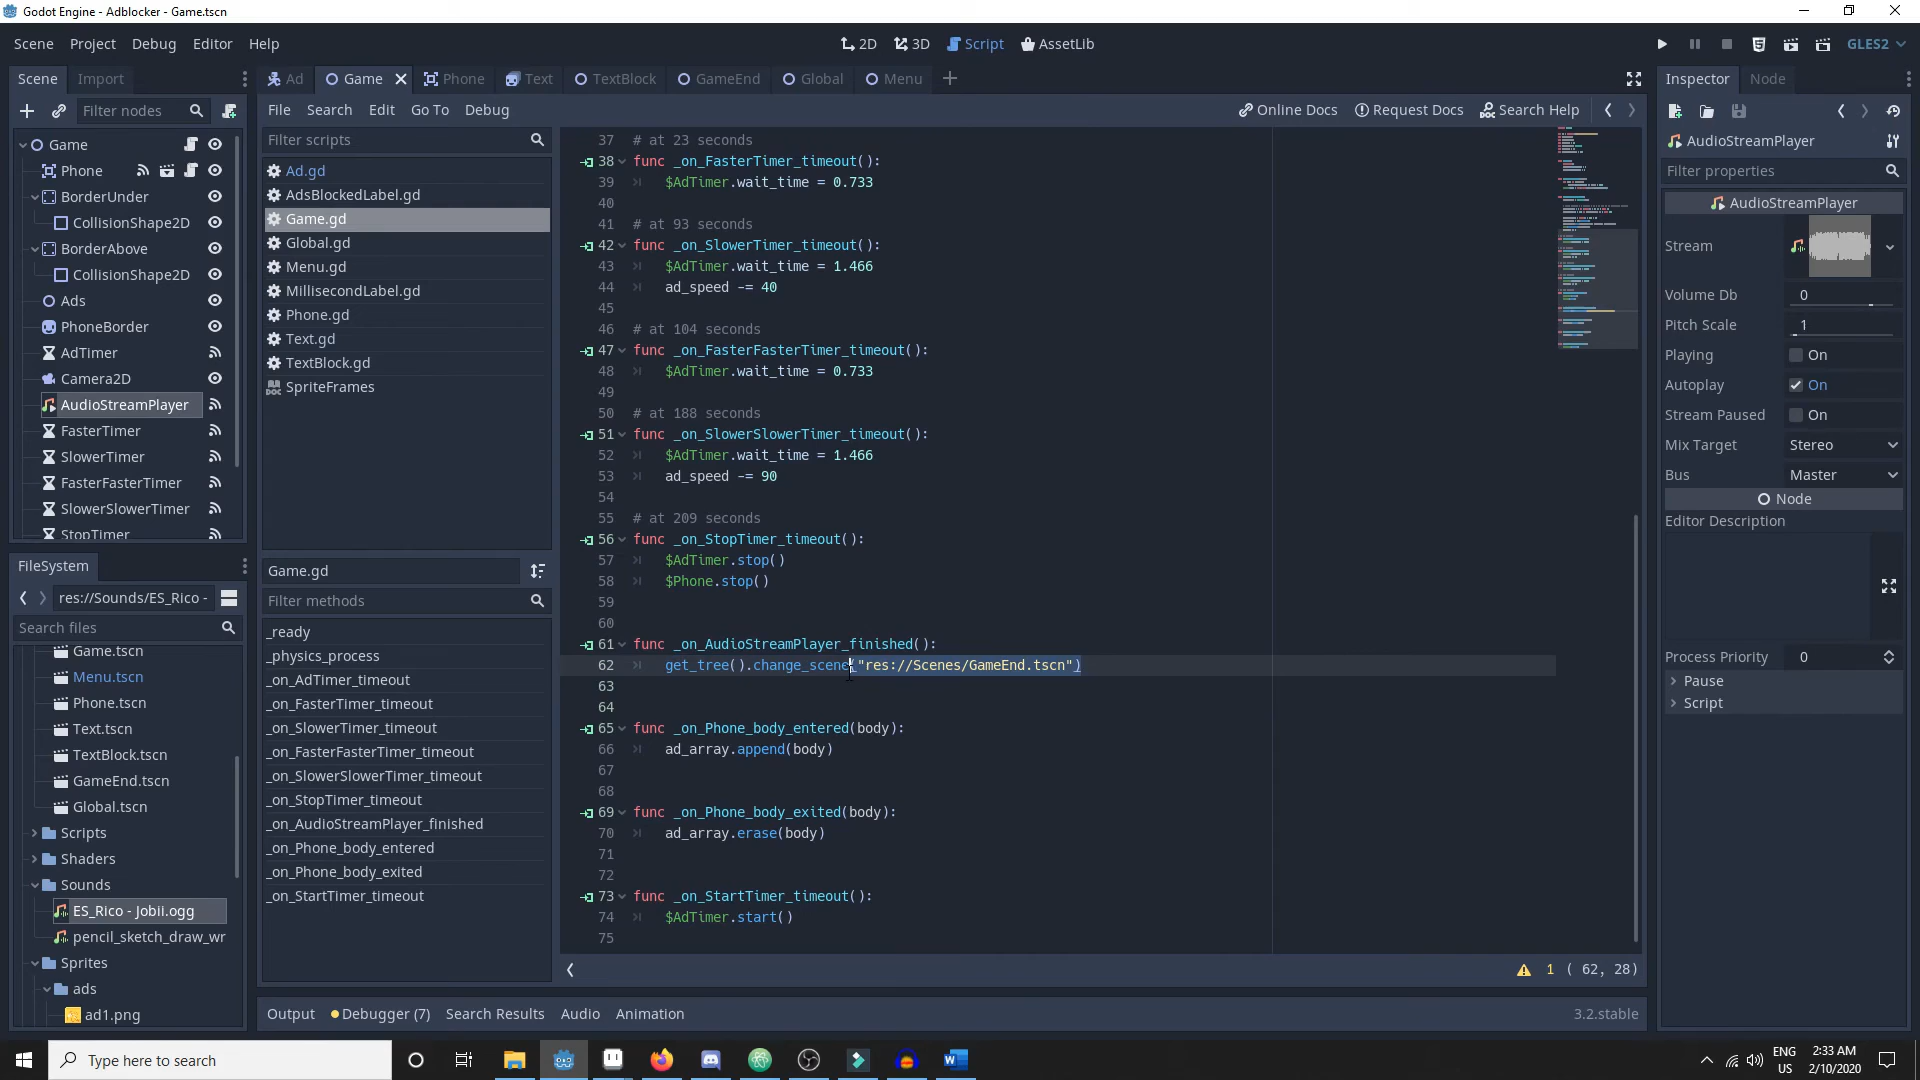 Godot Engine - Adblocker - Game.tscn
Scene Project Debug Editor Help
2D 3D Script AssetLib
GLES2
Scene Import
Filter nodes
Game
Phone
BorderUnder
CollisionShape2D
BorderAbove
CollisionShape2D
Ads
PhoneBorder
AdTimer
Camera2D
AudioStreamPlayer
FasterTimer
SlowerTimer
FasterFasterTimer
SlowerSlowerTimer
StopTimer
FileSystem
res://Sounds/ES_Rico -
Search files
Game.tscn
Menu.tscn
Phone.tscn
Text.tscn
TextBlock.tscn
GameEnd.tscn
Global.tscn
Scripts
Shaders
Sounds
ES_Rico - Jobii.ogg
pencil_sketch_draw_wr
Sprites
ads
ad1.png
Ad Game Phone Text TextBlock GameEnd Global Menu
File Search Edit Go To Debug
Online Docs Request Docs Search Help
Filter scripts
Ad.gd
AdsBlockedLabel.gd
Game.gd
Global.gd
Menu.gd
MillisecondLabel.gd
Phone.gd
Text.gd
TextBlock.gd
SpriteFrames
Game.gd
Filter methods
_ready
_physics_process
_on_AdTimer_timeout
_on_FasterTimer_timeout
_on_SlowerTimer_timeout
_on_FasterFasterTimer_timeout
_on_SlowerSlowerTimer_timeout
_on_StopTimer_timeout
_on_AudioStreamPlayer_finished
_on_Phone_body_entered
_on_Phone_body_exited
_on_StartTimer_timeout
37 # at 23 seconds
38 func _on_FasterTimer_timeout():
39 $AdTimer.wait_time = 0.733
40
41 # at 93 seconds
42 func _on_SlowerTimer_timeout():
43 $AdTimer.wait_time = 1.466
44 ad_speed -= 40
45
46 # at 104 seconds
47 func _on_FasterFasterTimer_timeout():
48 $AdTimer.wait_time = 0.733
49
50 # at 188 seconds
51 func _on_SlowerSlowerTimer_timeout():
52 $AdTimer.wait_time = 1.466
53 ad_speed -= 90
54
55 # at 209 seconds
56 func _on_StopTimer_timeout():
57 $AdTimer.stop()
58 $Phone.stop()
59
60
61 func _on_AudioStreamPlayer_finished():
62 get_tree().change_scene("res://Scenes/GameEnd.tscn")
63
64
65 func _on_Phone_body_entered(body):
66 ad_array.append(body)
67
68
69 func _on_Phone_body_exited(body):
70 ad_array.erase(body)
71
72
73 func _on_StartTimer_timeout():
74 $AdTimer.start()
75
1 ( 62, 28)
Output Debugger (7) Search Results Audio Animation
3.2.stable
Inspector Node
AudioStreamPlayer
Filter properties
AudioStreamPlayer
Stream
Volume Db 0
Pitch Scale 1
Playing On
Autoplay On
Stream Paused On
Mix Target Stereo
Bus Master
Node
Editor Description
Process Priority 0
Pause
Script
Type here to search
ENG
US
2:33 AM
2/10/2020